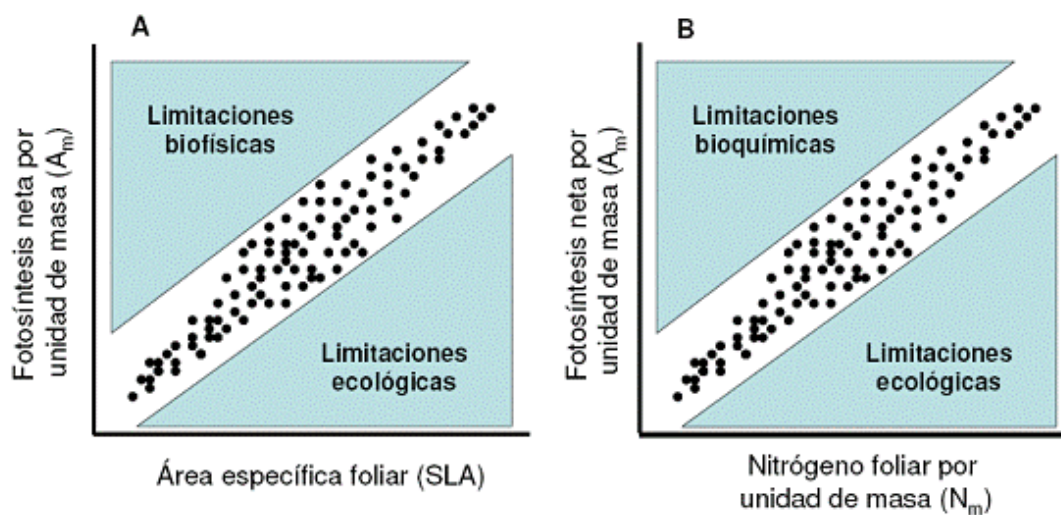 A
Fotosíntesis neta por
unidad de masa (Am)
Limitaciones
biofísicas
Limitaciones
ecológicas
Área específica foliar (SLA)
B
Fotosíntesis neta por
unidad de masa (Am)
Limitaciones
bioquímicas
Limitaciones
ecológicas
Nitrógeno foliar por
unidad de masa (Nm)